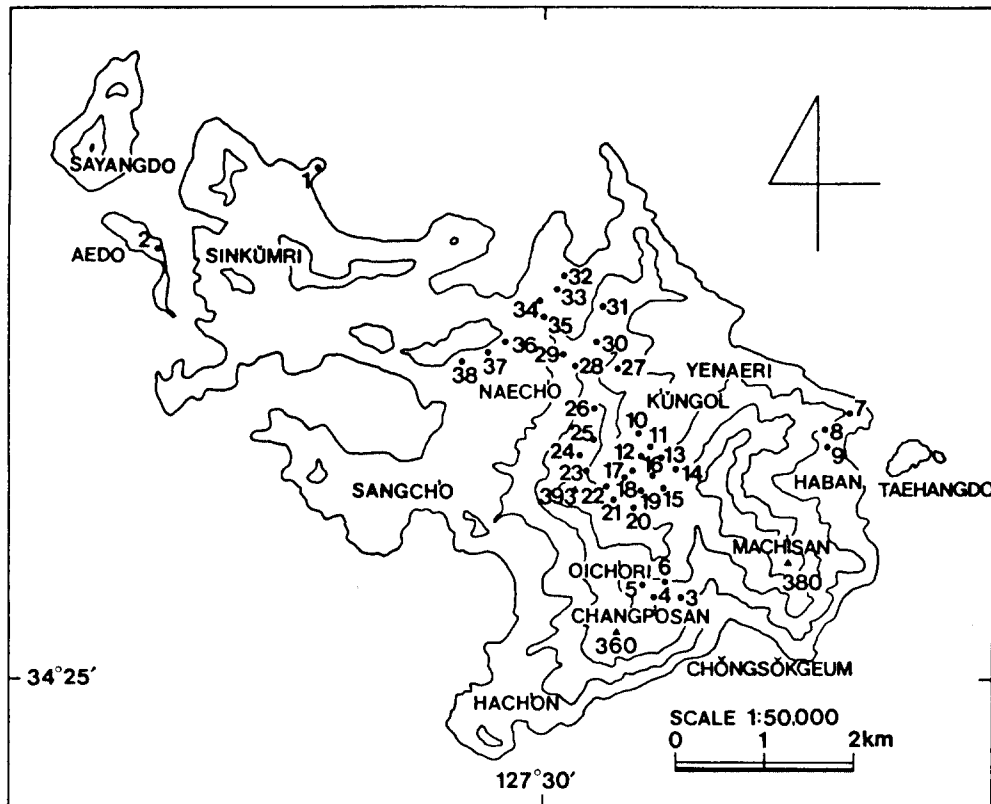 SAYANGDO
1
2
AEDO
SINKŬMRI
32
33
31
34
35
36
37
38
29
30
28
27
NAECHO
YENAERI
KŬNGOL
7
8
9
HABAN
TAEHANGDO
26
10
25
11
12
13
24
16
14
23
17
SANGCHO
393
22
18
15
19
21
20
MACHISAN
380
OICHORI
6
5
4
3
CHANGPOSAN
360
CHŎNGSŎKGEUM
34°25′
HACHON
SCALE 1:50,000
0 1 2km
127°30′